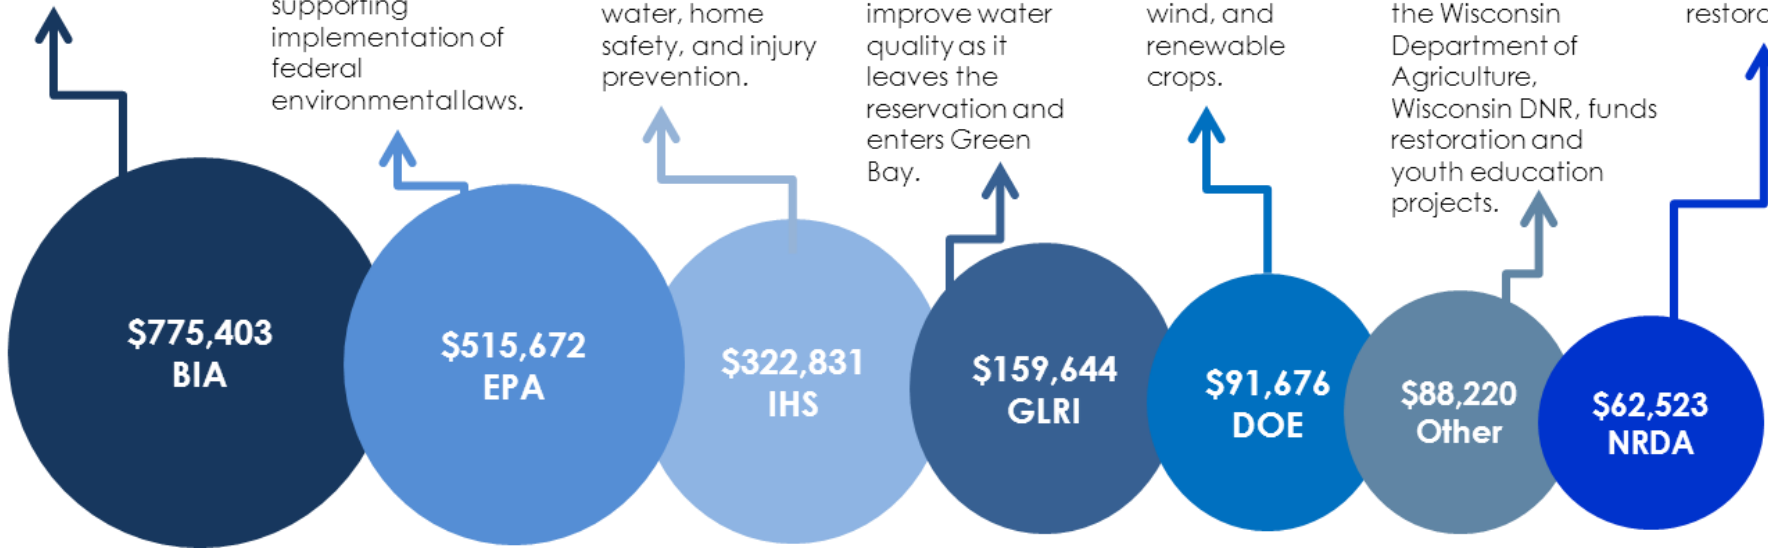 supporting
implementation of
federal
environmental laws.
water, home
safety, and injury
prevention.
improve water
quality as it
leaves the
reservation and
enters Green
Bay.
wind, and
renewable
crops.
the Wisconsin
Department of
Agriculture,
Wisconsin DNR, funds
restoration and
youth education
projects.
$775,403
BIA
$515,672
EPA
$322,831
IHS
$159,644
GLRI
$91,676
DOE
$88,220
Other
$62,523
NRDA